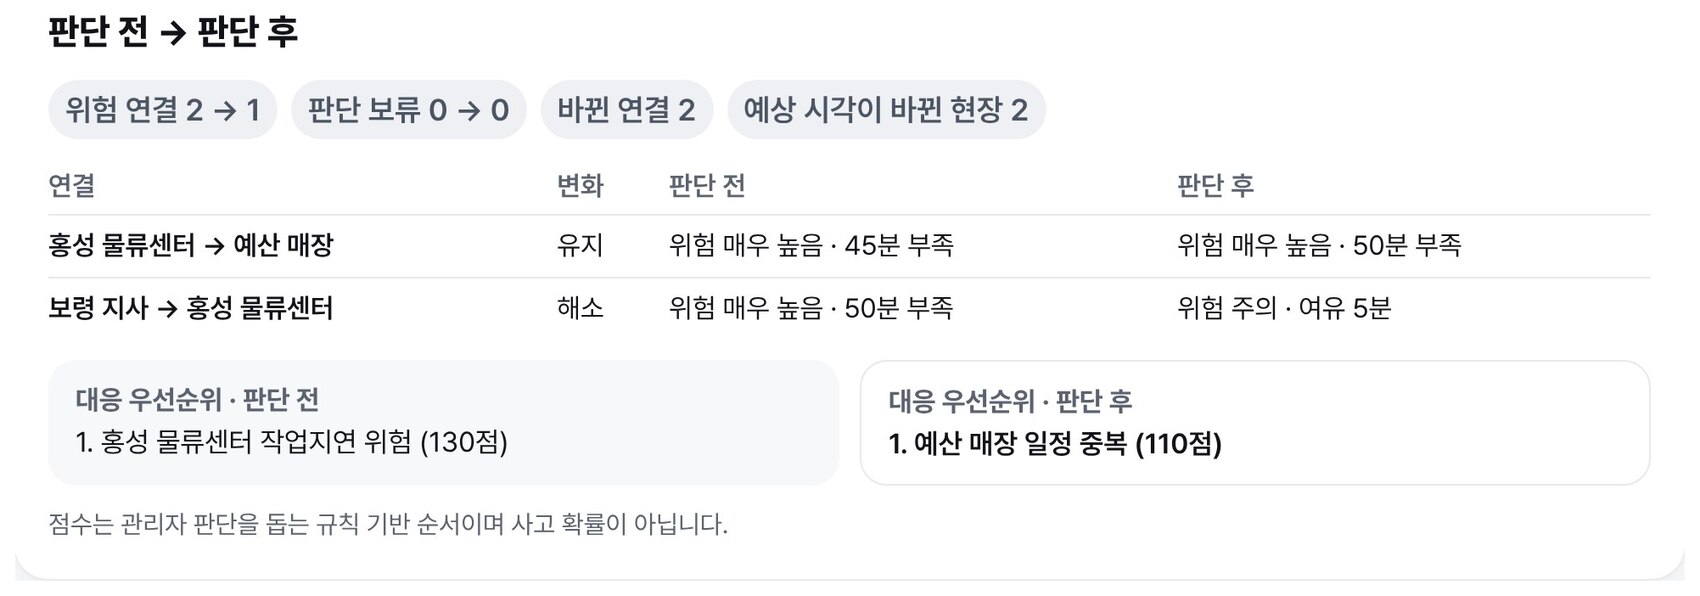 판단 전 → 판단 후
위험 연결 2 → 1 판단 보류 0 → 0 바뀐 연결 2 예상 시각이 바뀐 현장 2
연결 변화 판단 전 판단 후
홍성 물류센터 → 예산 매장 유지 위험 매우 높음 · 45분 부족 위험 매우 높음 · 50분 부족
보령 지사 → 홍성 물류센터 해소 위험 매우 높음 · 50분 부족 위험 주의 · 여유 5분
대응 우선순위 · 판단 전
1. 홍성 물류센터 작업지연 위험 (130점)
대응 우선순위 · 판단 후
1. 예산 매장 일정 중복 (110점)
점수는 관리자 판단을 돕는 규칙 기반 순서이며 사고 확률이 아닙니다.